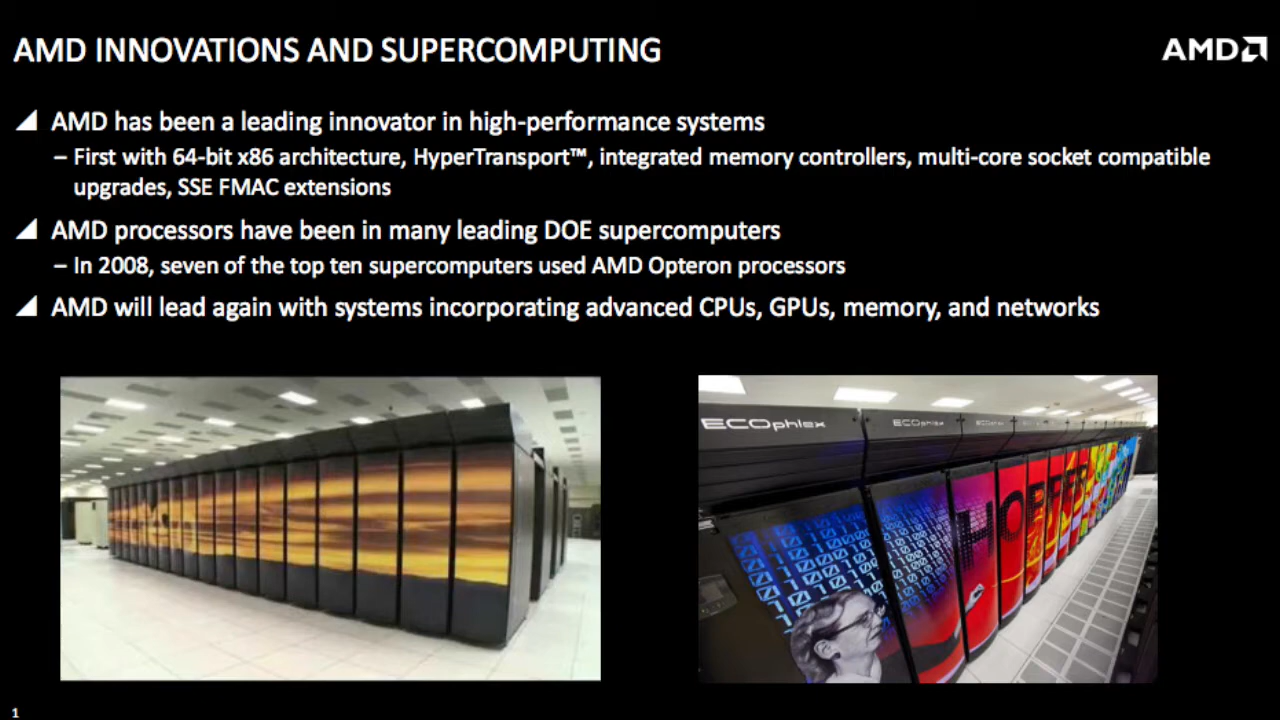 AMD INNOVATIONS AND SUPERCOMPUTING
AMD
AMD has been a leading innovator in high-performance systems
– First with 64-bit x86 architecture, HyperTransport™, integrated memory controllers, multi-core socket compatible
upgrades, SSE FMAC extensions
AMD processors have been in many leading DOE supercomputers
– In 2008, seven of the top ten supercomputers used AMD Opteron processors
AMD will lead again with systems incorporating advanced CPUs, GPUs, memory, and networks
ECOphlex ECOphlex ECOphlex
HOPPER
1